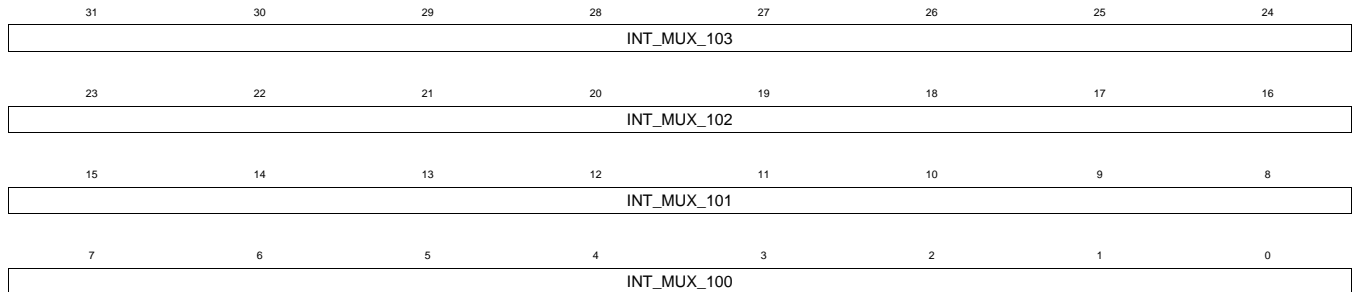 31 30 29 28 27 26 25 24
INT_MUX_103
23 22 21 20 19 18 17 16
INT_MUX_102
15 14 13 12 11 10 9 8
INT_MUX_101
7 6 5 4 3 2 1 0
INT_MUX_100